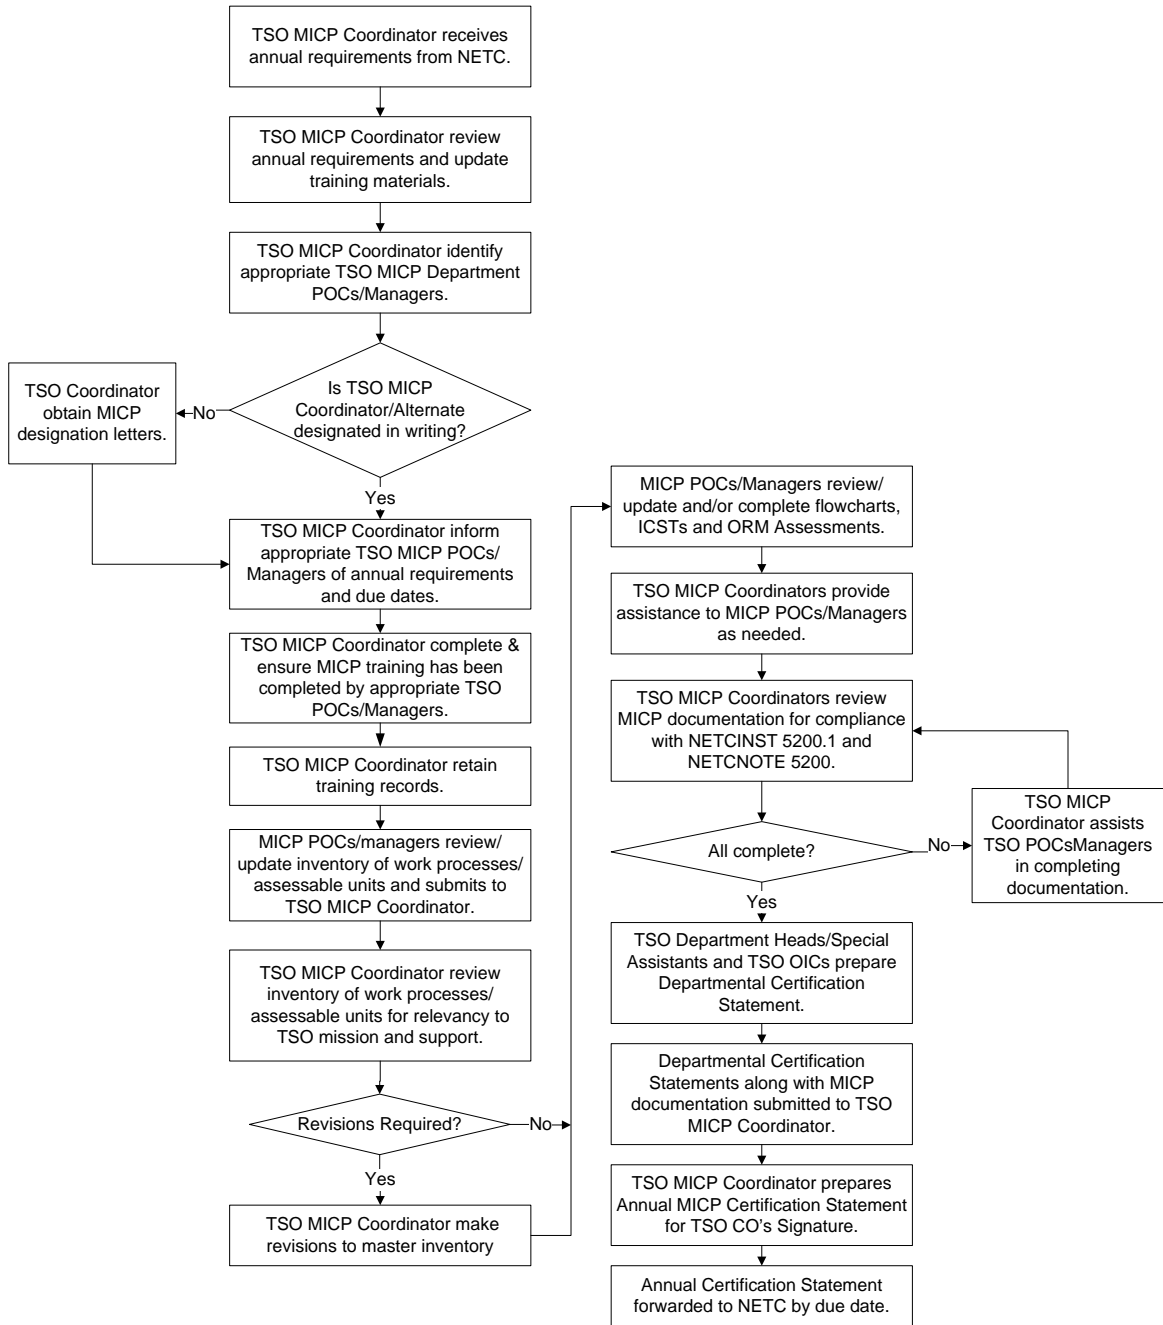 TSO MICP Coordinator receives
annual requirements from NETC.
TSO MICP Coordinator review
annual requirements and update
training materials.
TSO MICP Coordinator identify
appropriate TSO MICP Department
POCs/Managers.
Is TSO MICP
Coordinator/Alternate
designated in writing?
No
TSO Coordinator
obtain MICP
designation letters.
Yes
TSO MICP Coordinator inform
appropriate TSO MICP POCs/
Managers of annual requirements
and due dates.
TSO MICP Coordinator complete &
ensure MICP training has been
completed by appropriate TSO
POCs/Managers.
TSO MICP Coordinator retain
training records.
MICP POCs/managers review/
update inventory of work processes/
assessable units and submits to
TSO MICP Coordinator.
TSO MICP Coordinator review
inventory of work processes/
assessable units for relevancy to
TSO mission and support.
Revisions Required?
No
Yes
TSO MICP Coordinator make
revisions to master inventory
MICP POCs/Managers review/
update and/or complete flowcharts,
ICSTs and ORM Assessments.
TSO MICP Coordinators provide
assistance to MICP POCs/Managers
as needed.
TSO MICP Coordinators review
MICP documentation for compliance
with NETCINST 5200.1 and
NETCNOTE 5200.
All complete?
No
TSO MICP
Coordinator assists
TSO POCsManagers
in completing
documentation.
Yes
TSO Department Heads/Special
Assistants and TSO OICs prepare
Departmental Certification
Statement.
Departmental Certification
Statements along with MICP
documentation submitted to TSO
MICP Coordinator.
TSO MICP Coordinator prepares
Annual MICP Certification Statement
for TSO CO's Signature.
Annual Certification Statement
forwarded to NETC by due date.